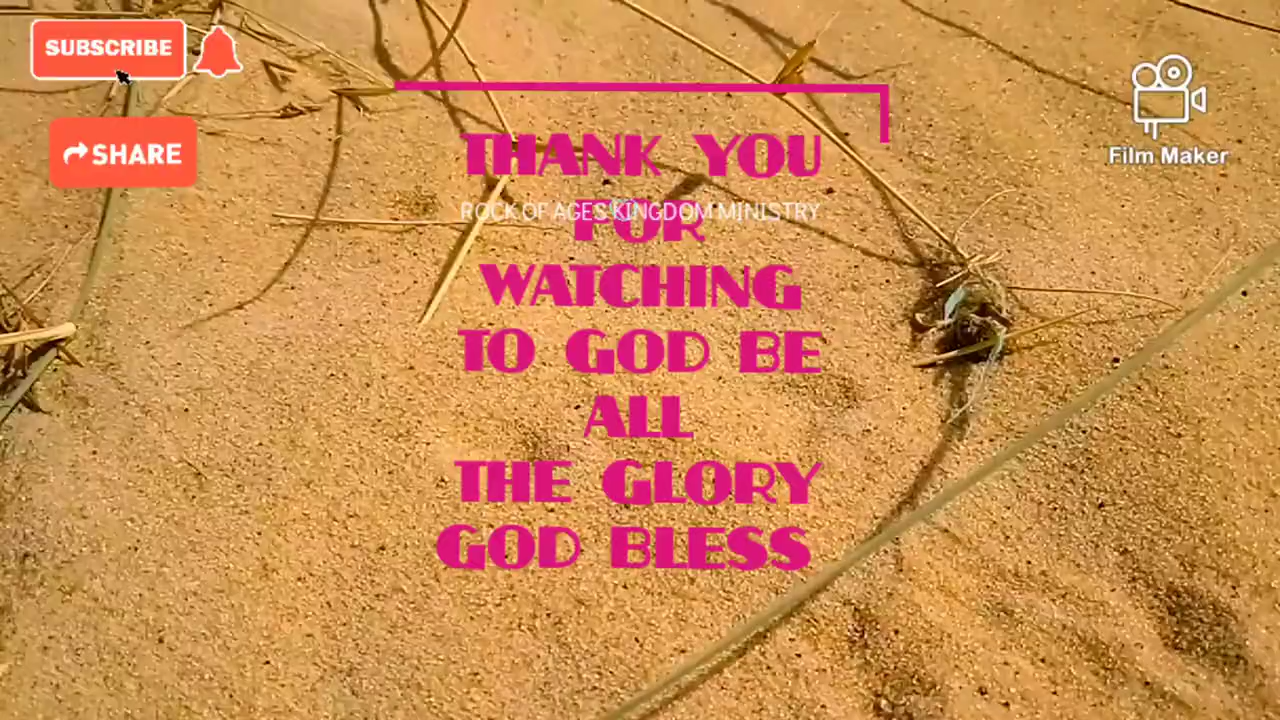 SUBSCRIBE
SHARE
Film Maker
THANK YOU
ROCK OF AGES KINGDOM MINISTRY
FOR
WATCHING
TO GOD BE
ALL
THE GLORY
GOD BLESS